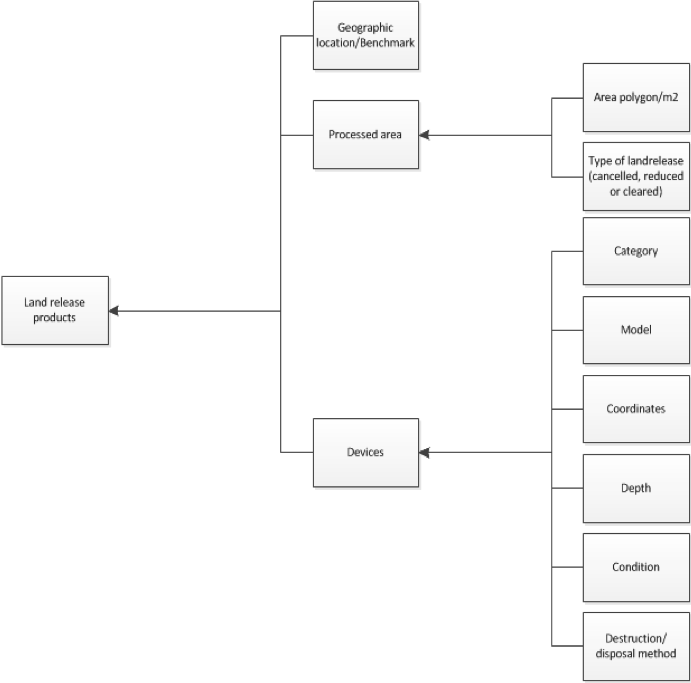 Geographic
location/Benchmark
Area polygon/m2
Processed area
Type of landrelease
(cancelled, reduced
or cleared)
Category
Land release
products
Model
Coordinates
Devices
Depth
Condition
Destruction/
disposal method